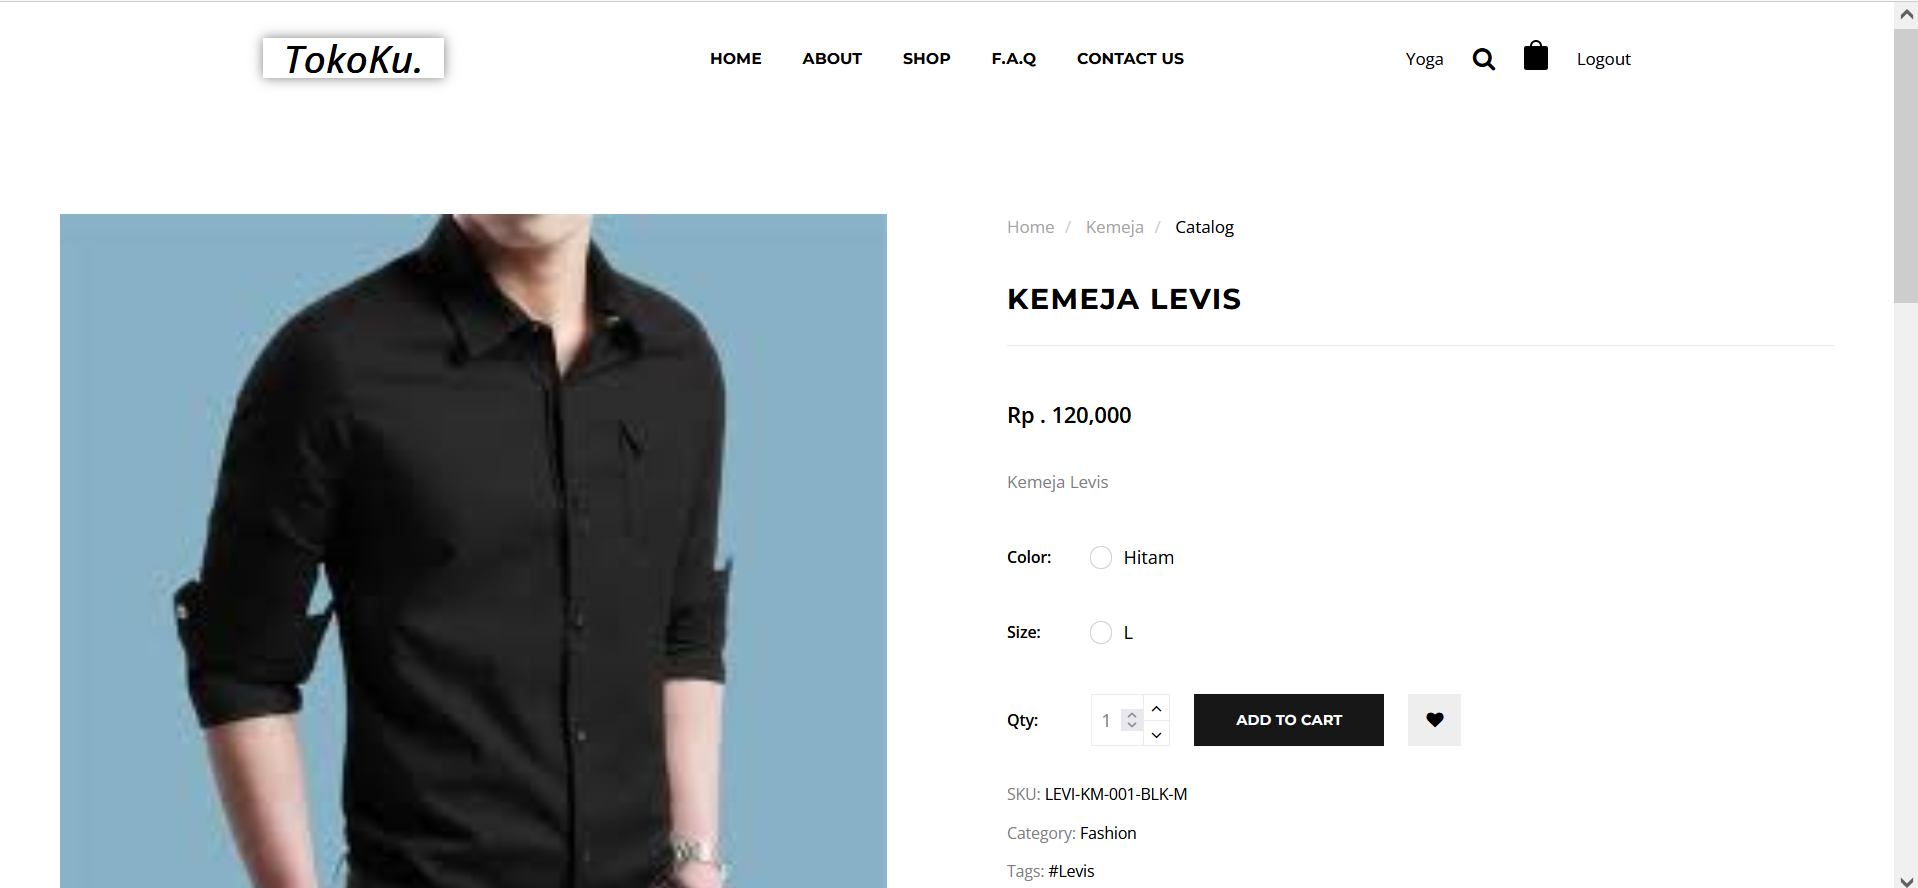 TokoKu.
HOME ABOUT SHOP F.A.Q CONTACT US
Yoga Logout
Home / Kemeja / Catalog
KEMEJA LEVIS
Rp . 120,000
Kemeja Levis
Color: Hitam
Size: L
Qty: 1 ADD TO CART
SKU: LEVI-KM-001-BLK-M
Category: Fashion
Tags: #Levis